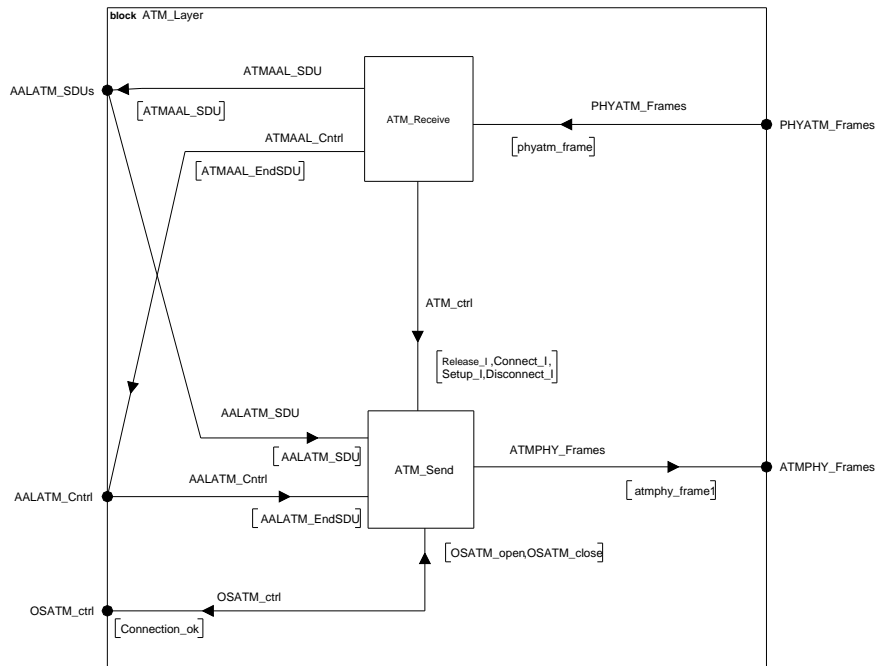 block ATM_Layer
ATMAAL_SDU
AALATM_SDUs
[ATMAAL_SDU]
ATM_Receive
PHYATM_Frames
PHYATM_Frames
[phyatm_frame]
ATMAAL_Cntrl
[ATMAAL_EndSDU]
ATM_ctrl
[Release_I ,Connect_I,
Setup_I,Disconnect_I]
AALATM_SDU
[AALATM_SDU]
ATM_Send
ATMPHY_Frames
ATMPHY_Frames
[atmphy_frame1]
AALATM_Cntrl
AALATM_Cntrl
[AALATM_EndSDU]
[OSATM_open,OSATM_close]
OSATM_ctrl
OSATM_ctrl
[Connection_ok]